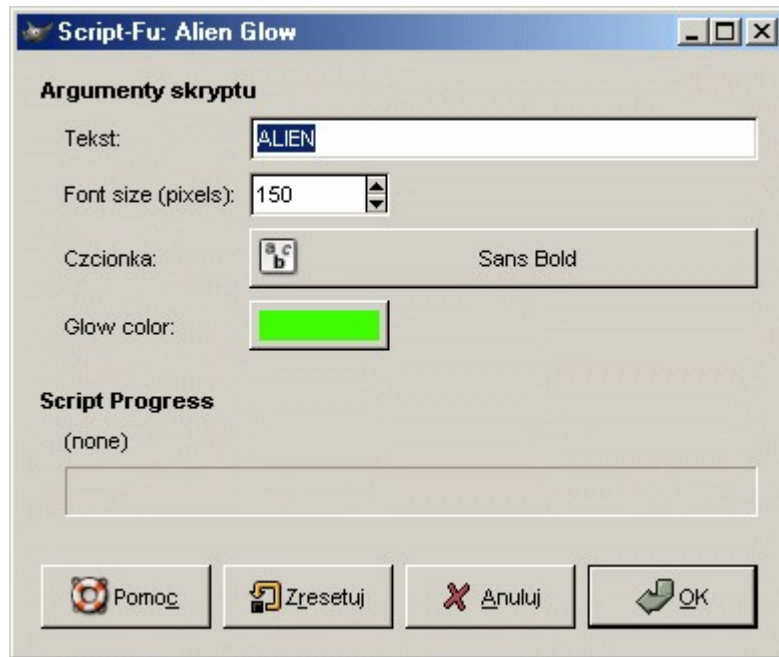 Script-Fu: Alien Glow
Argumenty skryptu
Tekst: ALIEN
Font size (pixels): 150
Czcionka: Sans Bold
Glow color:
Script Progress
(none)
Pomoc Zresetuj Anuluj OK